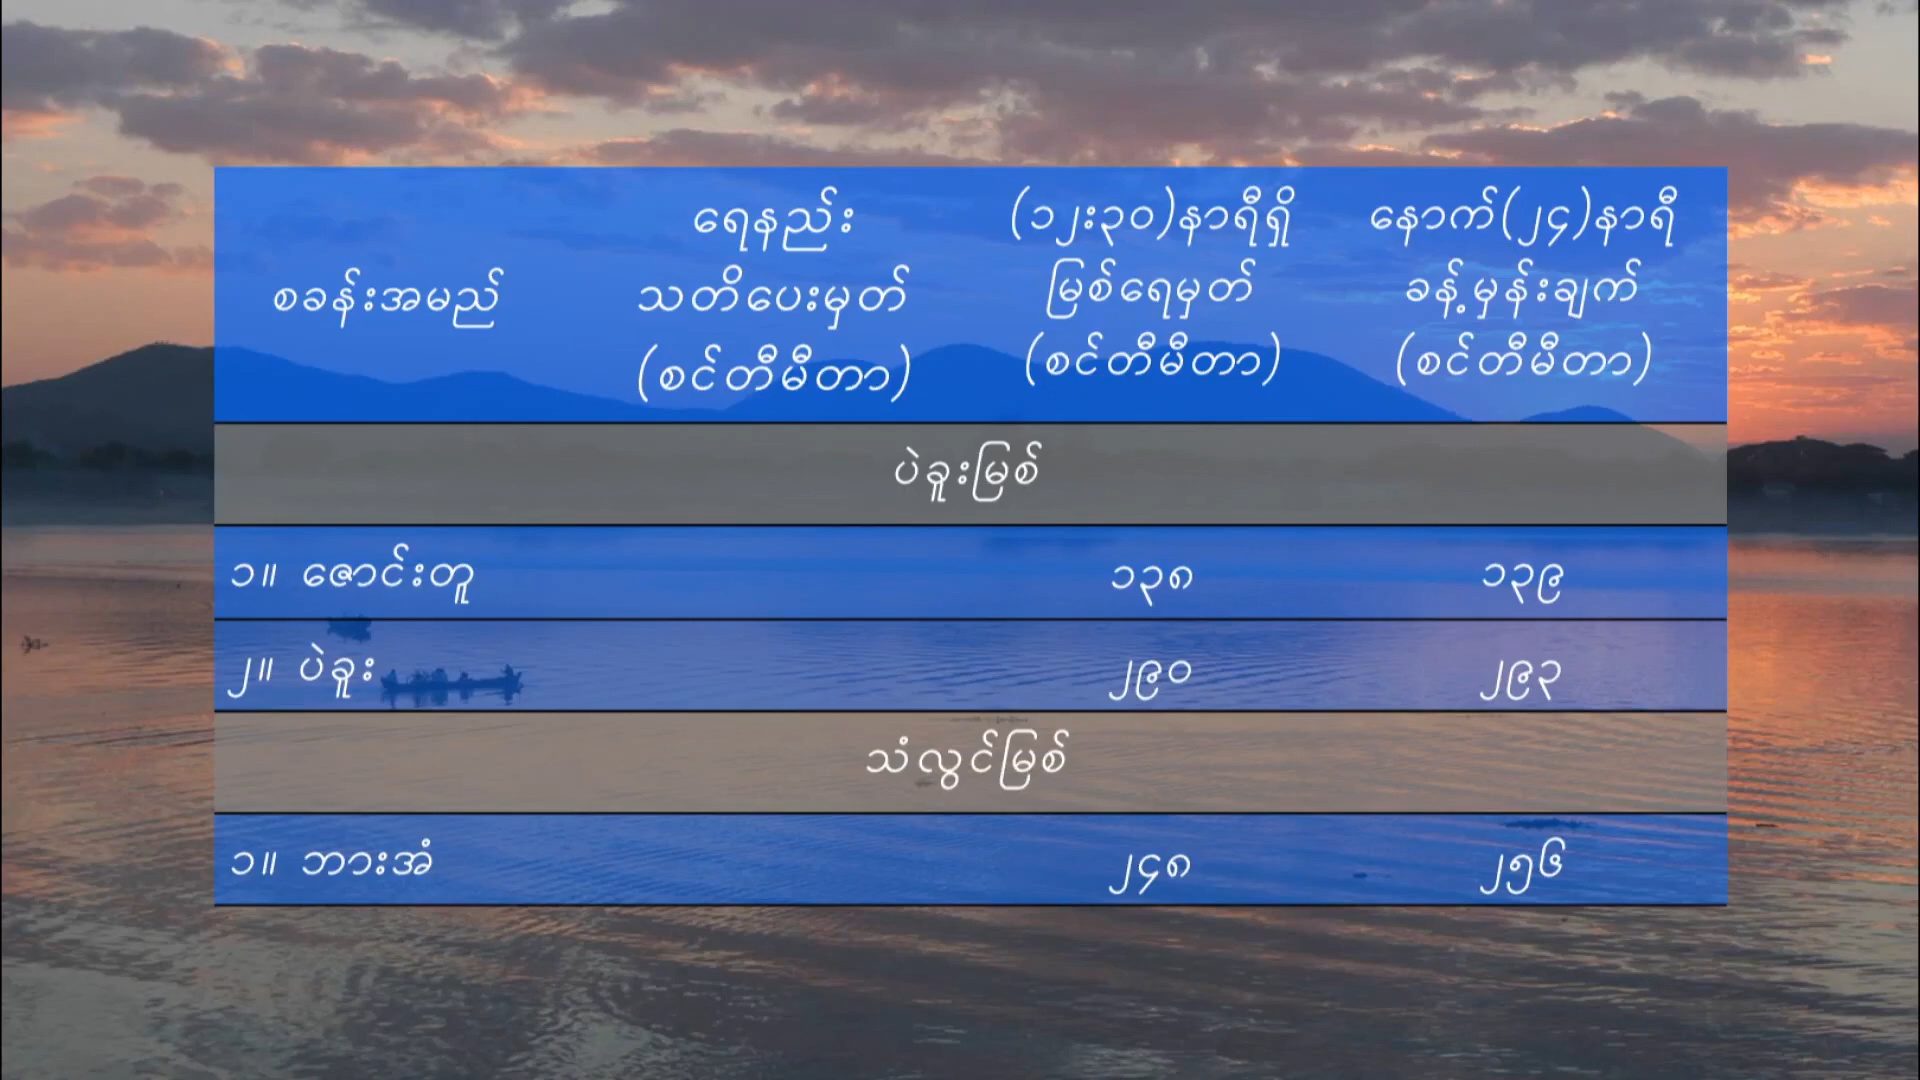 စခန်းအမည်
ရေနည်း
သတိပေးမှတ်
(စင်တီမီတာ)
(၁၂း၃၀)နာရီရှိ
မြစ်ရေမှတ်
(စင်တီမီတာ)
နောက်(၂၄)နာရီ
ခန့်မှန်းချက်
(စင်တီမီတာ)
ပဲခူးမြစ်
၁။ ဇောင်းတူ ၁၃၈ ၁၃၉
၂။ ပဲခူး ၂၉၀ ၂၉၃
သံလွင်မြစ်
၁။ ဘားအံ ၂၄၈ ၂၅၆